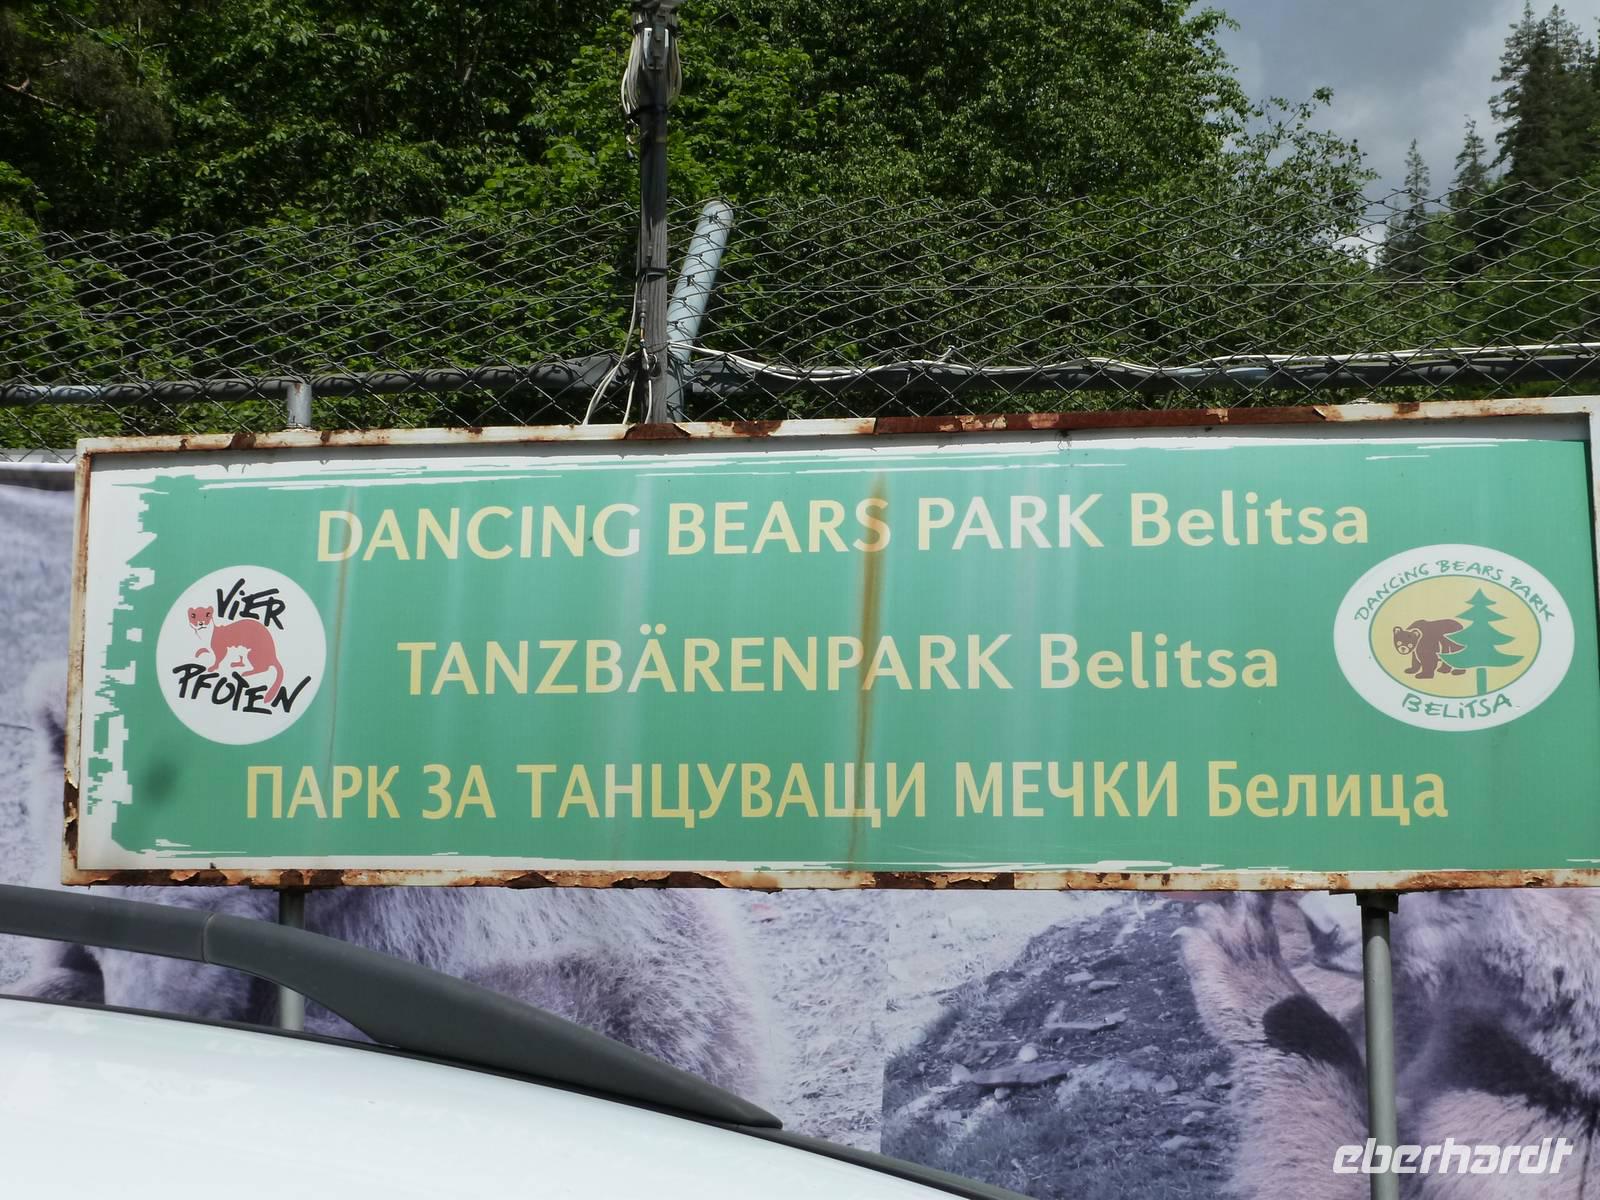 DANCING BEARS PARK Belitsa
VIER
PFOTEN
TANZBÄRENPARK Belitsa
DANCING BEARS PARK
BELITSA
ПАРК ЗА ТАНЦУВАЩИ МЕЧКИ Белица
eberhardt